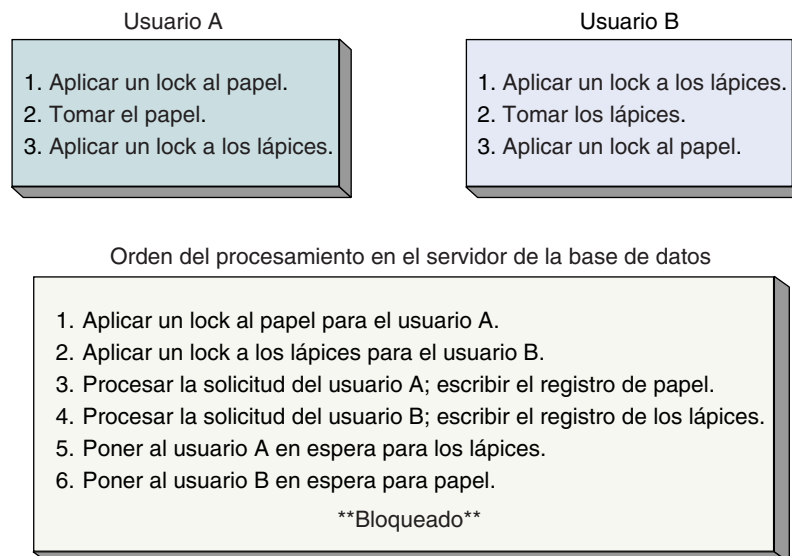 Usuario A
1. Aplicar un lock al papel.
2. Tomar el papel.
3. Aplicar un lock a los lápices.
Usuario B
1. Aplicar un lock a los lápices.
2. Tomar los lápices.
3. Aplicar un lock al papel.
Orden del procesamiento en el servidor de la base de datos
1. Aplicar un lock al papel para el usuario A.
2. Aplicar un lock a los lápices para el usuario B.
3. Procesar la solicitud del usuario A; escribir el registro de papel.
4. Procesar la solicitud del usuario B; escribir el registro de los lápices.
5. Poner al usuario A en espera para los lápices.
6. Poner al usuario B en espera para papel.
**Bloqueado**